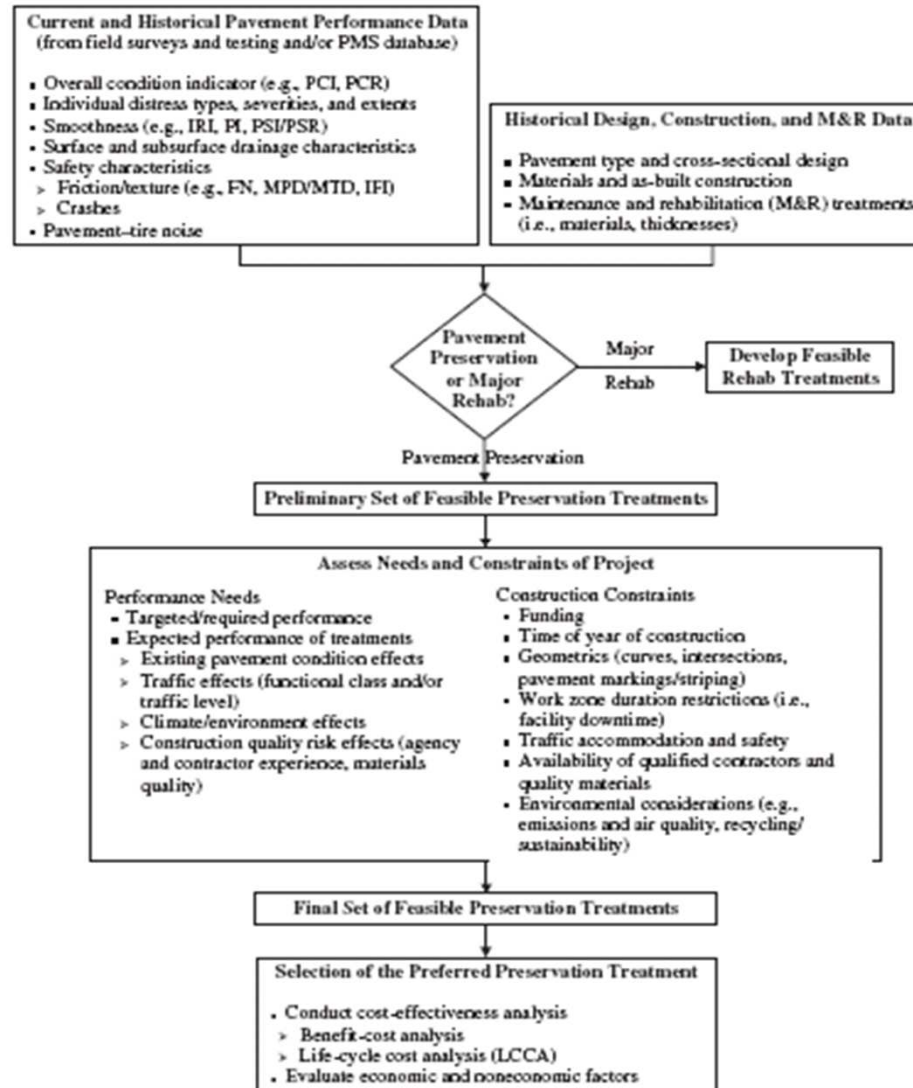 Current and Historical Pavement Performance Data
(from field surveys and testing and/or PMS database)
▪ Overall condition indicator (e.g., PCI, PCR)
▪ Individual distress types, severities, and extents
▪ Smoothness (e.g., IRI, PI, PSI/PSR)
▪ Surface and subsurface drainage characteristics
▪ Safety characteristics
➢ Friction/texture (e.g., FN, MPD/MTD, IFI)
➢ Crashes
▪ Pavement–tire noise
Historical Design, Construction, and M&R Data
▪ Pavement type and cross-sectional design
▪ Materials and as-built construction
▪ Maintenance and rehabilitation (M&R) treatments
(i.e., materials, thicknesses)
Pavement
Preservation
or Major
Rehab?
Major
Rehab
Develop Feasible
Rehab Treatments
Pavement Preservation
Preliminary Set of Feasible Preservation Treatments
Assess Needs and Constraints of Project
Performance Needs
▪ Targeted/required performance
▪ Expected performance of treatments
➢ Existing pavement condition effects
➢ Traffic effects (functional class and/or
traffic level)
➢ Climate/environment effects
➢ Construction quality risk effects (agency
and contractor experience, materials
quality)
Construction Constraints
▪ Funding
▪ Time of year of construction
▪ Geometrics (curves, intersections,
pavement markings/striping)
▪ Work zone duration restrictions (i.e.,
facility downtime)
▪ Traffic accommodation and safety
▪ Availability of qualified contractors and
quality materials
▪ Environmental considerations (e.g.,
emissions and air quality, recycling/
sustainability)
Final Set of Feasible Preservation Treatments
Selection of the Preferred Preservation Treatment
▪ Conduct cost-effectiveness analysis
➢ Benefit-cost analysis
➢ Life-cycle cost analysis (LCCA)
▪ Evaluate economic and noneconomic factors